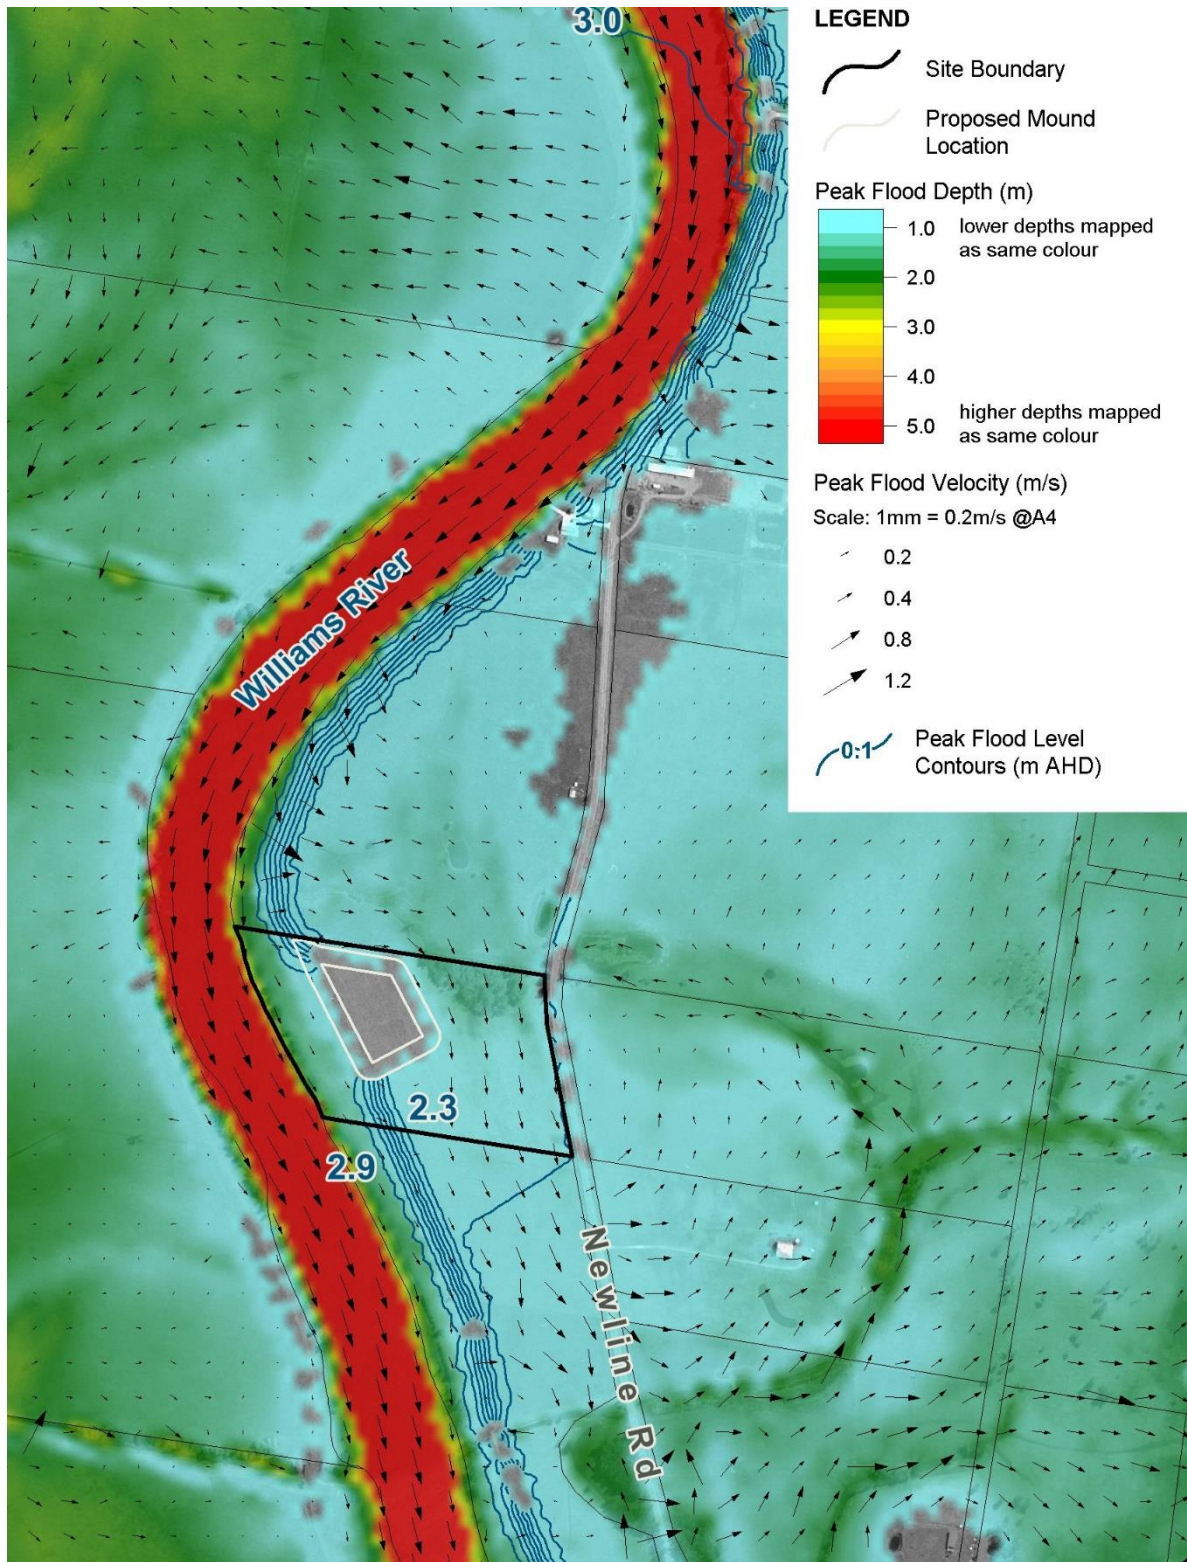 3.0
LEGEND
Site Boundary
Proposed Mound
Location
Peak Flood Depth (m)
1.0 lower depths mapped
as same colour
2.0
3.0
4.0
5.0 higher depths mapped
as same colour
Peak Flood Velocity (m/s)
Scale: 1mm = 0.2m/s @A4
0.2
0.4
0.8
1.2
0.1 Peak Flood Level
Contours (m AHD)
Williams River
2.3
2.9
Newline Rd